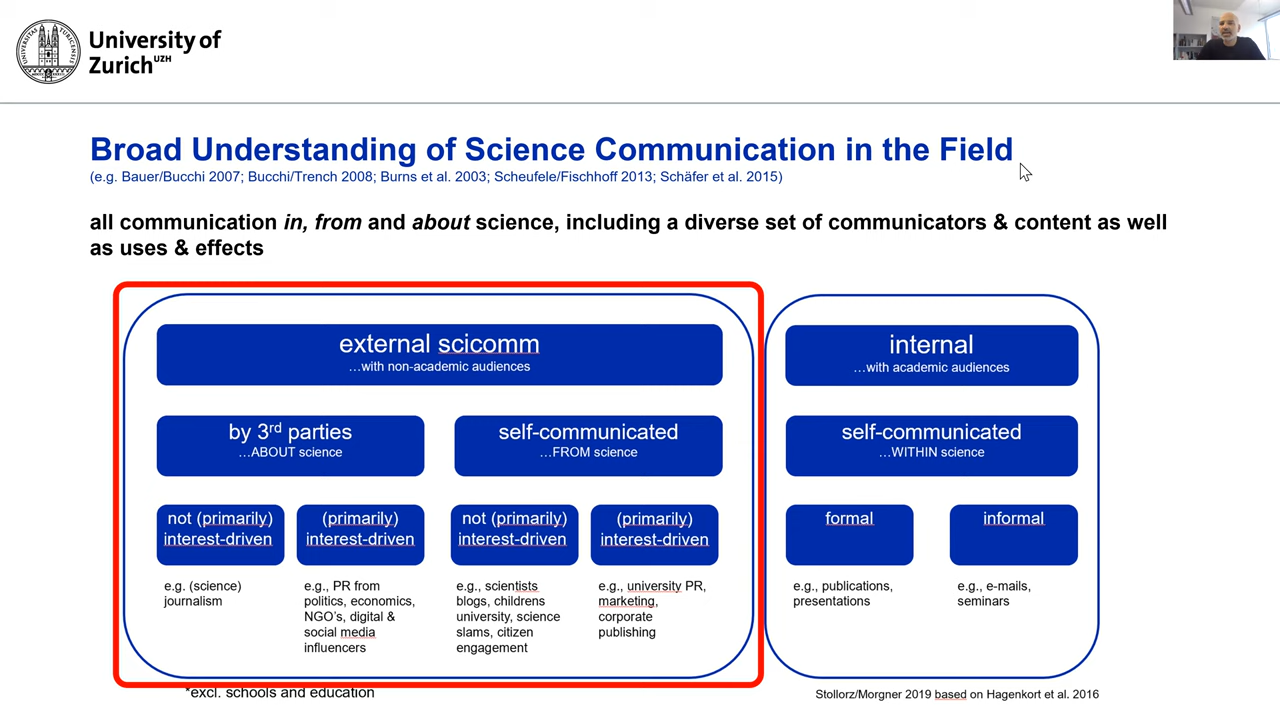 University of
Zurich UZH
Broad Understanding of Science Communication in the Field
(e.g. Bauer/Bucchi 2007; Bucchi/Trench 2008; Burns et al. 2003; Scheufele/Fischhoff 2013; Schäfer et al. 2015)
all communication in, from and about science, including a diverse set of communicators & content as well
as uses & effects
external scicomm
…with non-academic audiences
by 3rd parties
…ABOUT science
self-communicated
…FROM science
not (primarily)
interest-driven
(primarily)
interest-driven
not (primarily)
interest-driven
(primarily)
interest-driven
e.g. (science)
journalism
e.g., PR from
politics, economics,
NGO's, digital &
social media
influencers
e.g., scientists
blogs, childrens
university, science
slams, citizen
engagement
e.g., university PR,
marketing,
corporate
publishing
internal
…with academic audiences
self-communicated
…WITHIN science
formal
informal
e.g., publications,
presentations
e.g., e-mails,
seminars
*excl. schools and education
Stollorz/Morgner 2019 based on Hagenkort et al. 2016